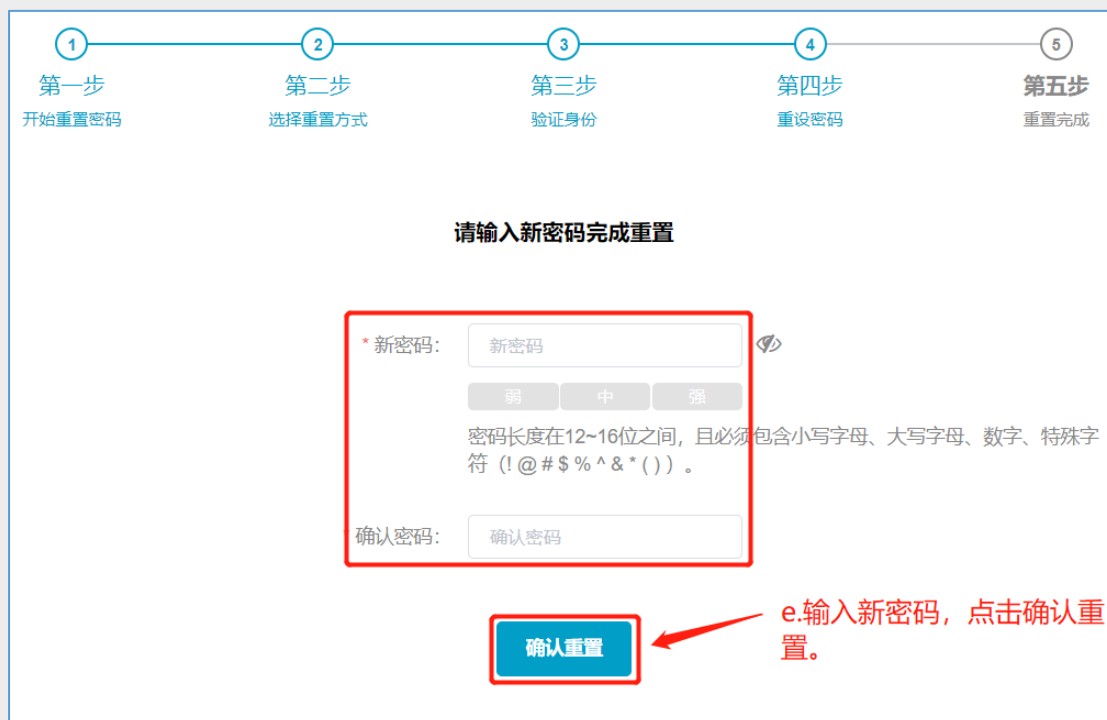 1 2 3 4 5
第一步 第二步 第三步 第四步 第五步
开始重置密码 选择重置方式 验证身份 重设密码 重置完成
请输入新密码完成重置
* 新密码： 新密码
弱 中 强
密码长度在12~16位之间，且必须包含小写字母、大写字母、数字、特殊字
符（! @ # $ % ^ & * ( ) ）。
* 确认密码： 确认密码
e.输入新密码，点击确认重
置。
确认重置